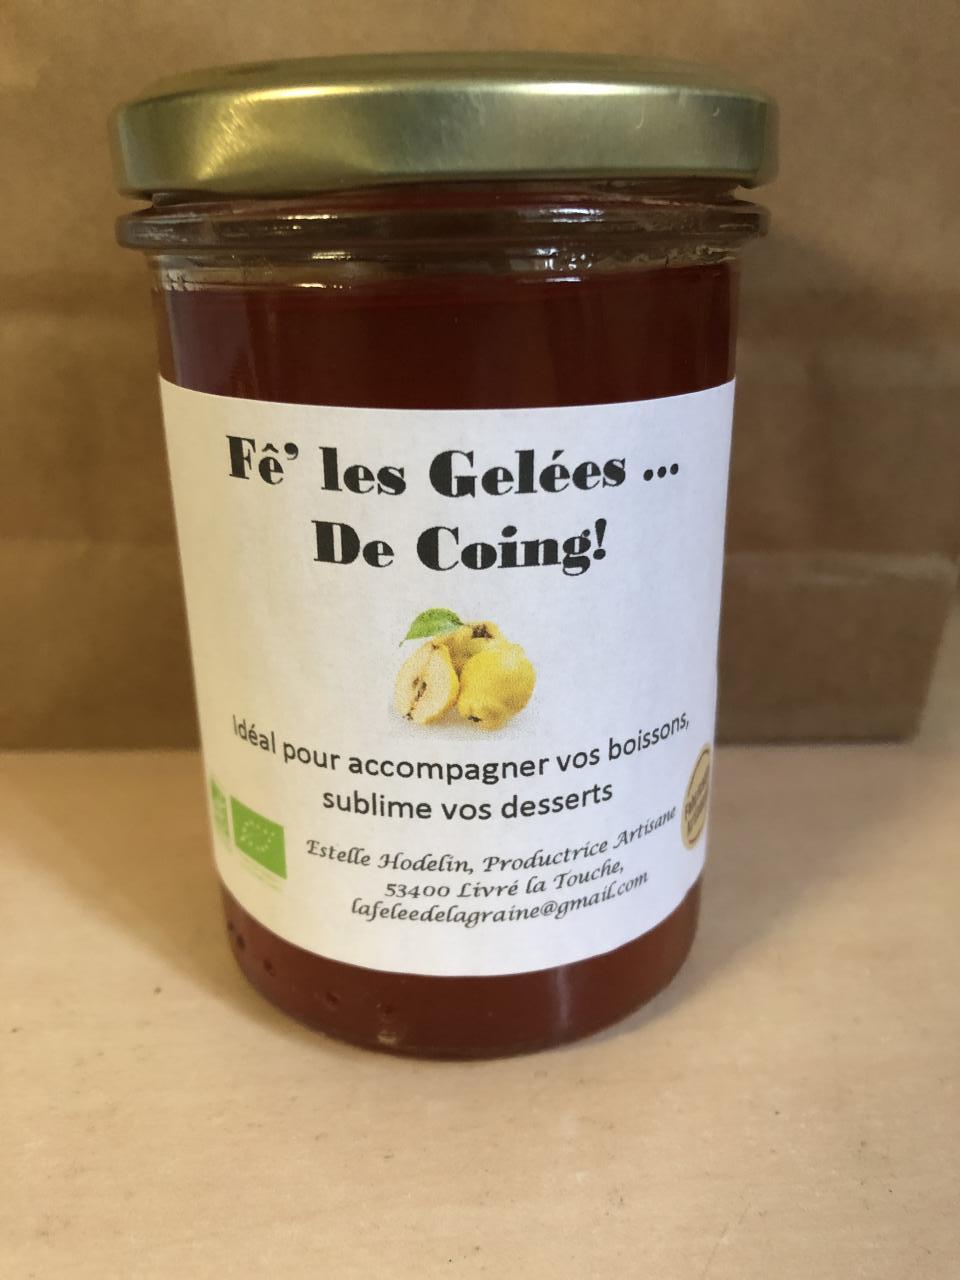 Fê’ les Gelées ...
De Coing!
Idéal pour accompagner vos boissons,
sublime vos desserts
Estelle Hodelin, Productrice Artisane
53400 Livré la Touche,
lafeleedelagraine@gmail.com